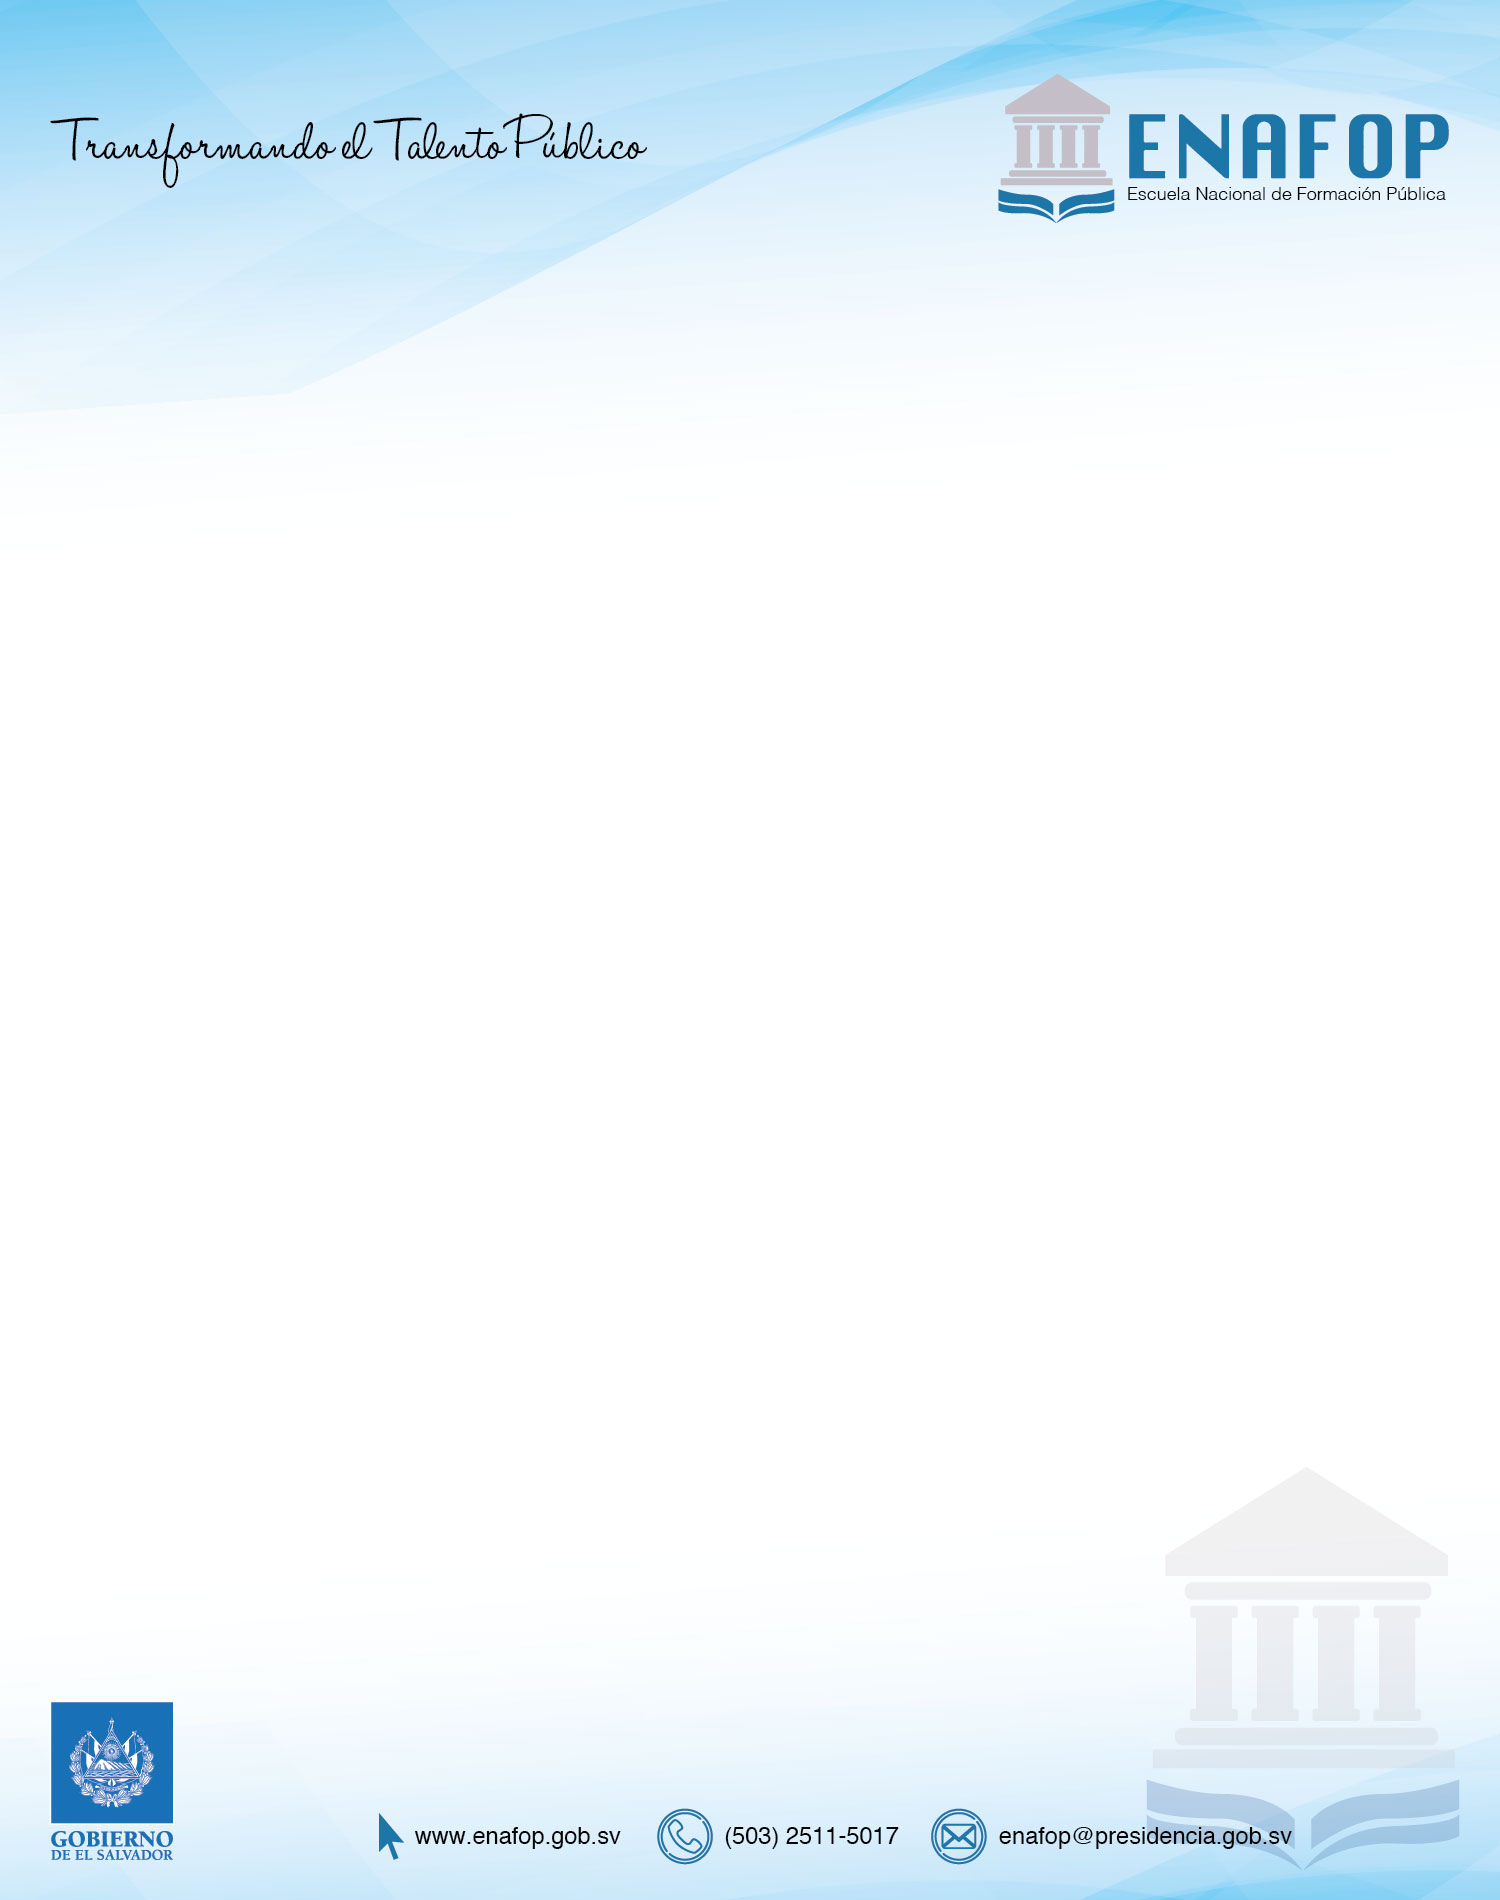 Transformando el Talento Público
ENAFOP
Escuela Nacional de Formación Pública
GOBIERNO
DE EL SALVADOR
www.enafop.gob.sv
(503) 2511-5017
enafop@presidencia.gob.sv